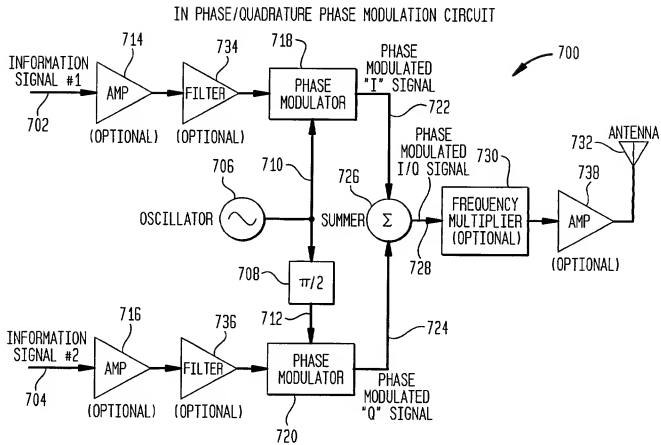 IN PHASE/QUADRATURE PHASE MODULATION CIRCUIT
700
INFORMATION
SIGNAL #1
702
714
AMP
(OPTIONAL)
734
FILTER
(OPTIONAL)
718
PHASE
MODULATOR
PHASE
MODULATED
"I" SIGNAL
722
710
706
OSCILLATOR
708
π/2
712
SUMMER
726
Σ
PHASE
MODULATED
I/Q SIGNAL
728
730
FREQUENCY
MULTIPLIER
(OPTIONAL)
738
AMP
(OPTIONAL)
ANTENNA
732
INFORMATION
SIGNAL #2
704
716
AMP
(OPTIONAL)
736
FILTER
(OPTIONAL)
PHASE
MODULATOR
720
724
PHASE
MODULATED
"Q" SIGNAL